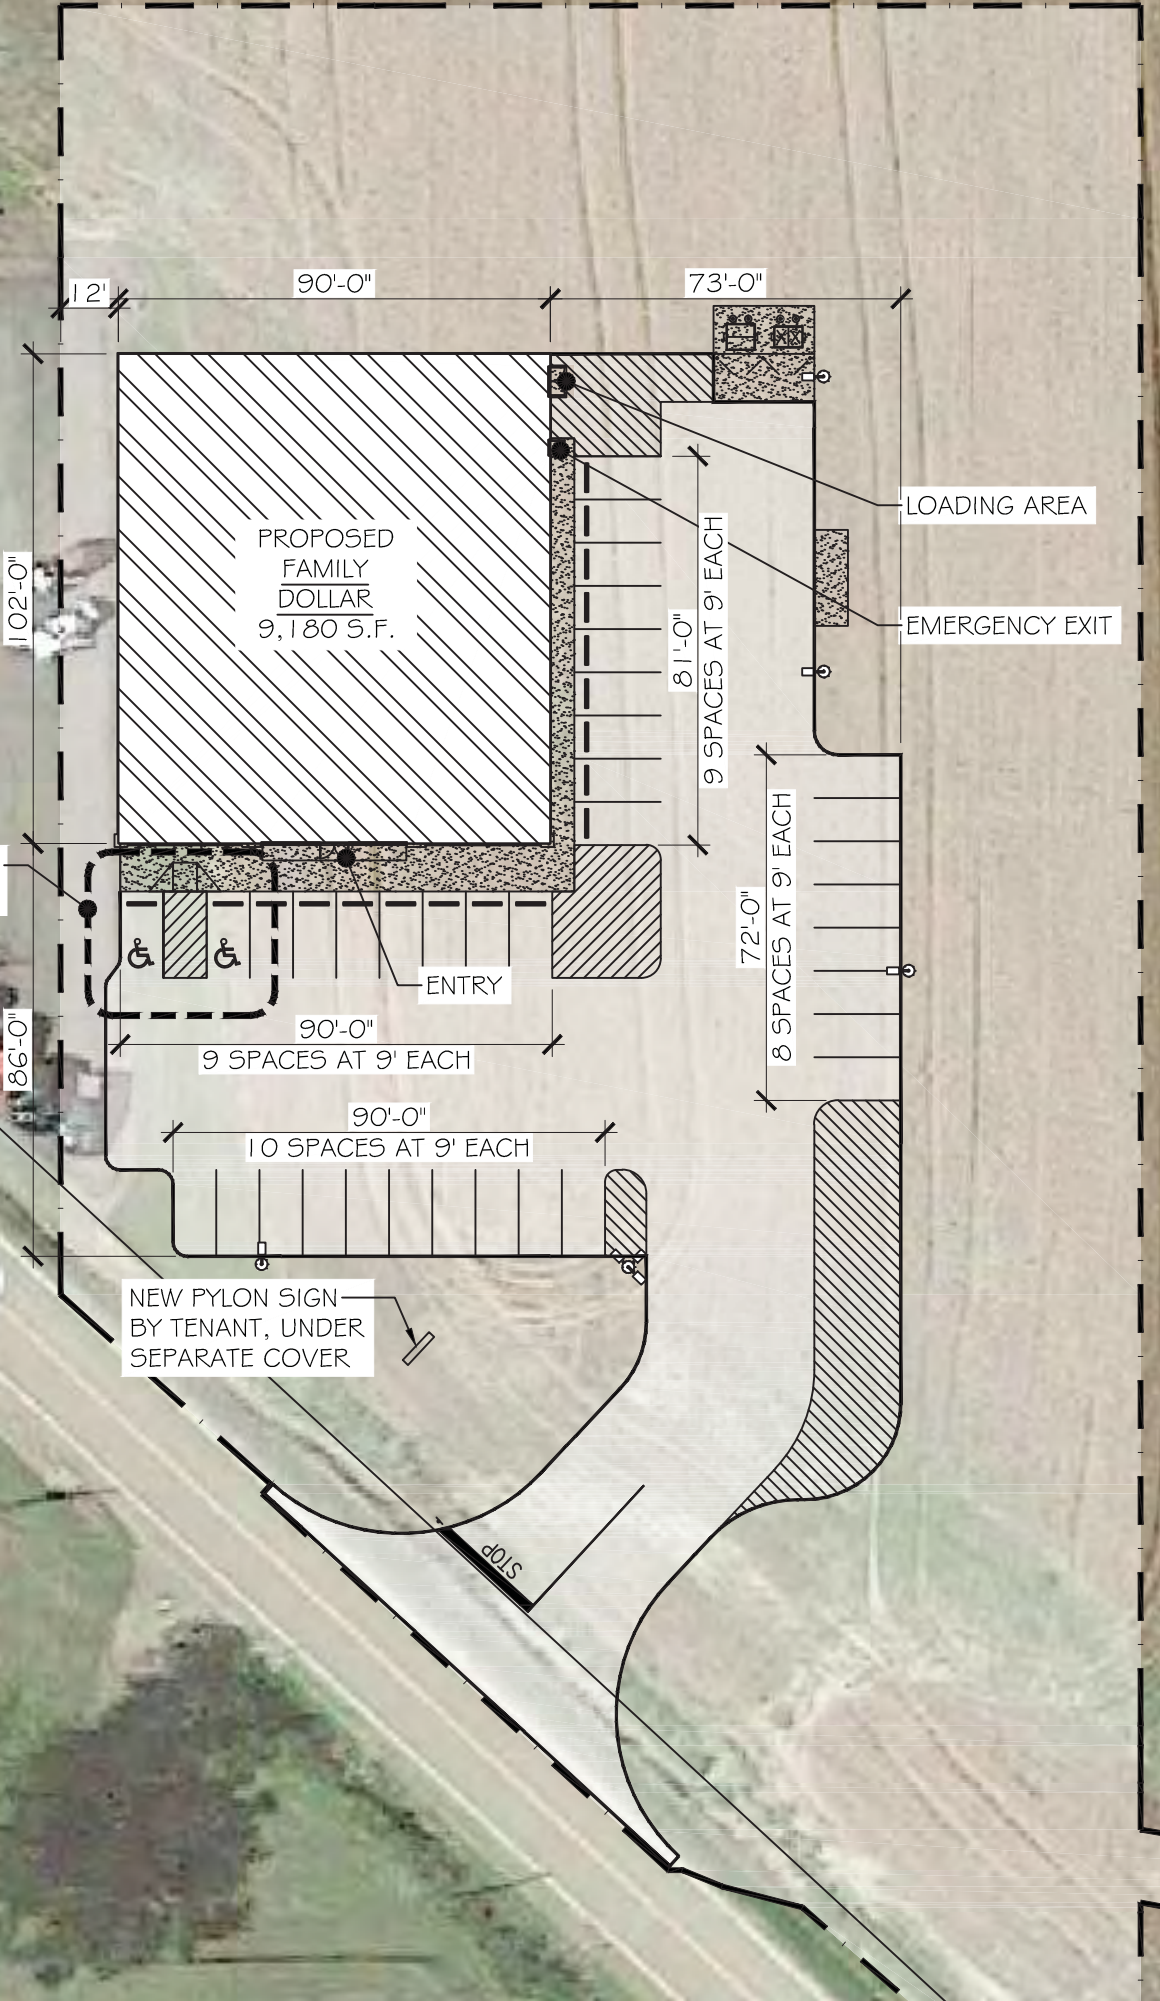 12'
90'-0"
73'-0"
102'-0"
PROPOSED
FAMILY
DOLLAR
9,180 S.F.
LOADING AREA
EMERGENCY EXIT
81'-0"
9 SPACES AT 9' EACH
72'-0"
8 SPACES AT 9' EACH
ENTRY
86'-0"
90'-0"
9 SPACES AT 9' EACH
90'-0"
10 SPACES AT 9' EACH
NEW PYLON SIGN
BY TENANT, UNDER
SEPARATE COVER
STOP